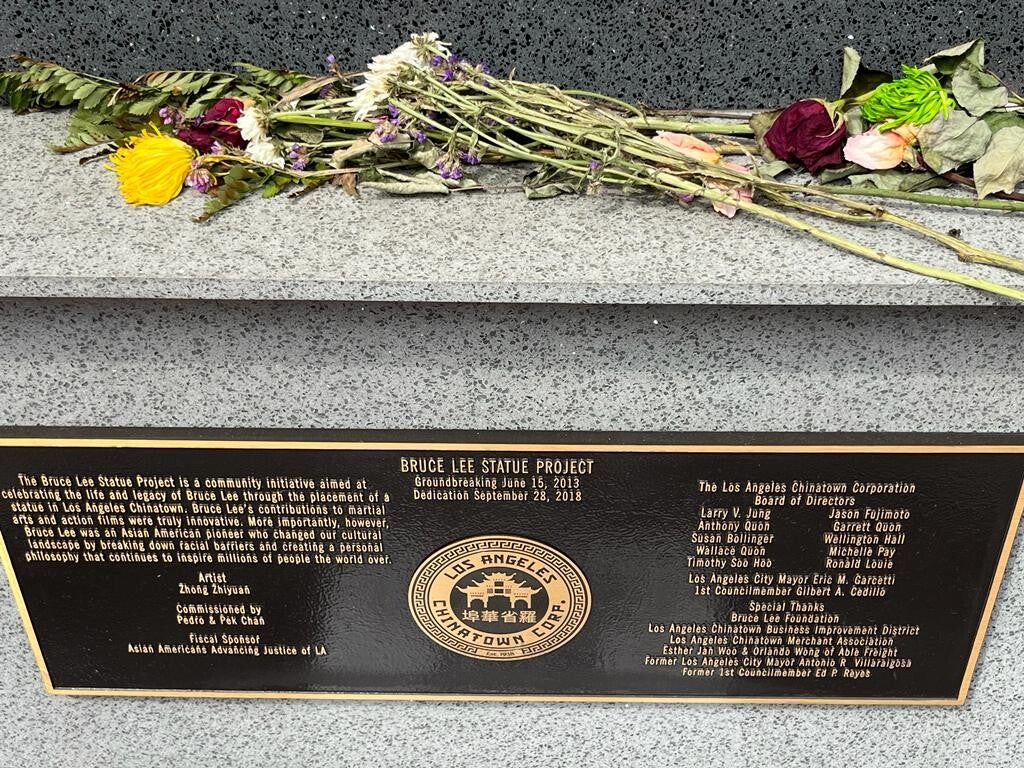 BRUCE LEE STATUE PROJECT
Groundbreaking June 15, 2013
Dedication September 28, 2018
The Bruce Lee Statue Project is a community initiative aimed at
celebrating the life and legacy of Bruce Lee through the placement of a
statue in Los Angeles Chinatown. Bruce Lee's contributions to martial
arts and action films were truly innovative. More importantly, however,
Bruce Lee was an Asian American pioneer who changed our cultural
landscape by breaking down facial barriers and creating a personal
philosophy that continues to inspire millions of people the world over.
Artist
Zhong Zhiyuan
Commissioned by
Pedro & Pek Chan
Fiscal Sponsor
Asian Americans Advancing Justice of LA
LOS ANGELES
埠華省羅
CHINATOWN CORP.
Est. 1938
The Los Angeles Chinatown Corporation
Board of Directors
Larry V. Jung Jason Fujimoto
Anthony Quon Garrett Quon
Susan Bollinger Wellington Hall
Wallace Quon Michelle Pay
Timothy Soo Hoo Ronald Louie
Los Angeles City Mayor Eric M. Garcetti
1st Councilmember Gilbert A. Cedillo
Special Thanks
Bruce Lee Foundation
Los Angeles Chinatown Business Improvement District
Los Angeles Chinatown Merchant Association
Esther Jan Woo & Orlando Wong of Able Freight
Former Los Angeles City Mayor Antonio R. Villaraigosa
Former 1st Councilmember Ed P. Reyes